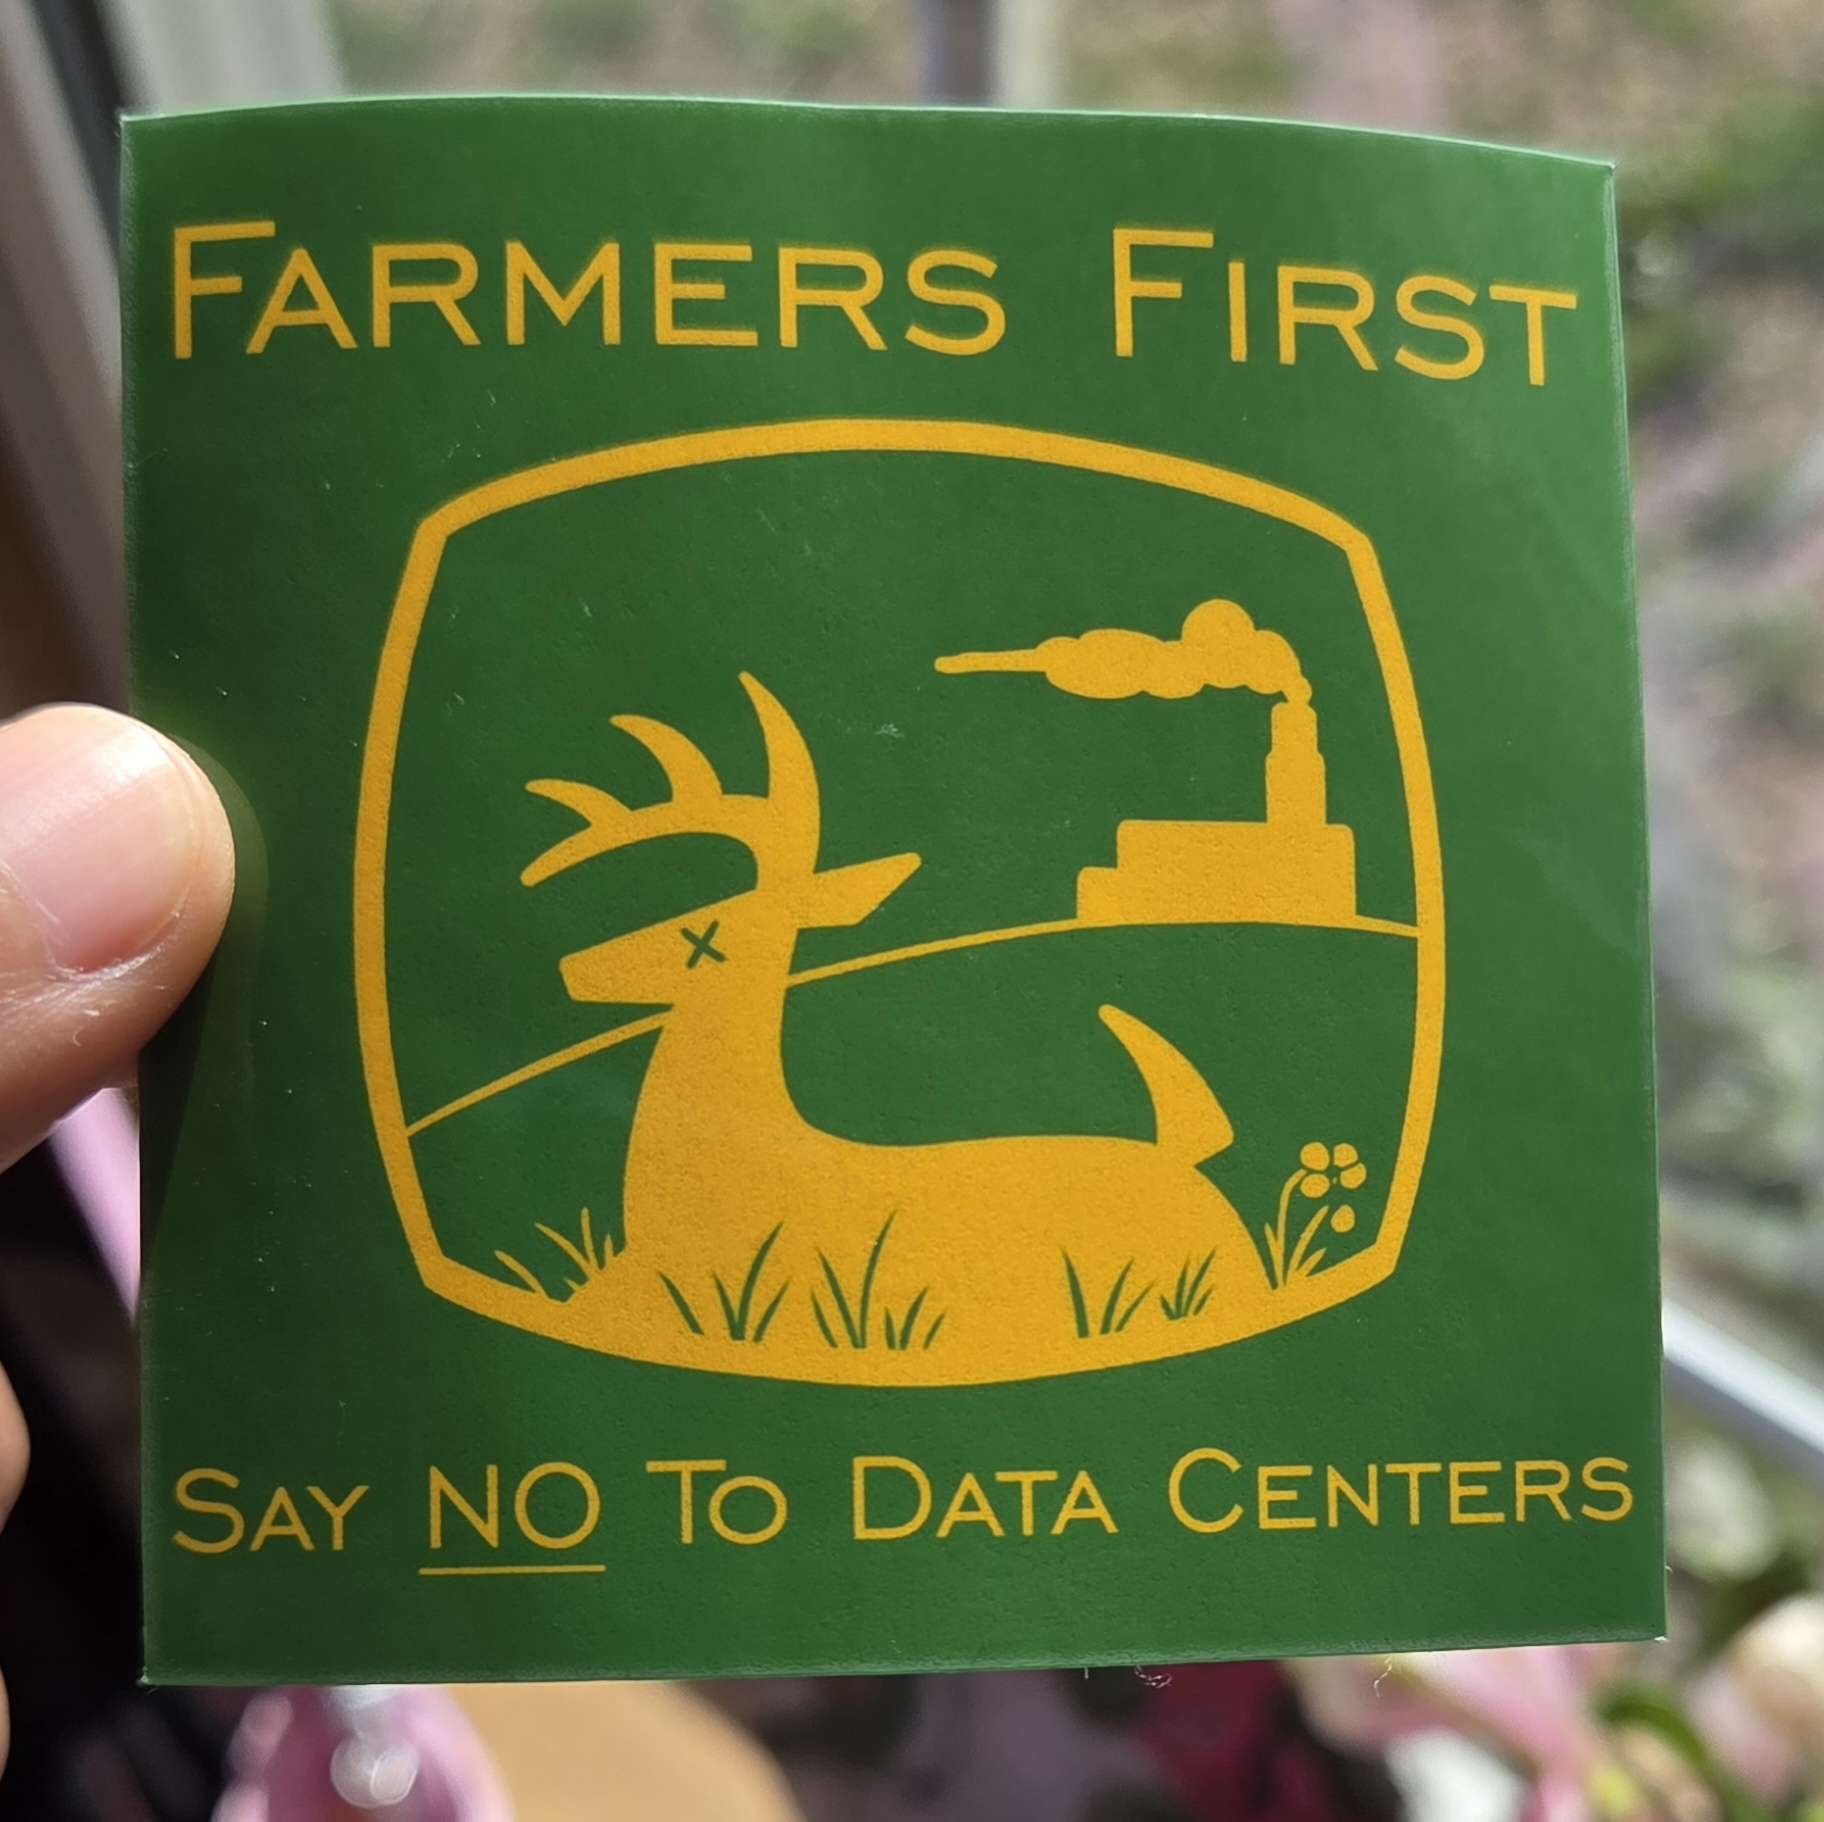 Farmers First
Say NO To Data Centers